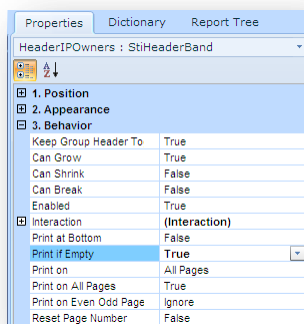 Properties Dictionary Report Tree
HeaderIPOwners : StiHeaderBand
A Z
1. Position
2. Appearance
3. Behavior
Keep Group Header To True
Can Grow True
Can Shrink False
Can Break False
Enabled True
Interaction (Interaction)
Print at Bottom False
Print if Empty True
Print on All Pages
Print on All Pages True
Print on Even Odd Page Ignore
Reset Page Number False